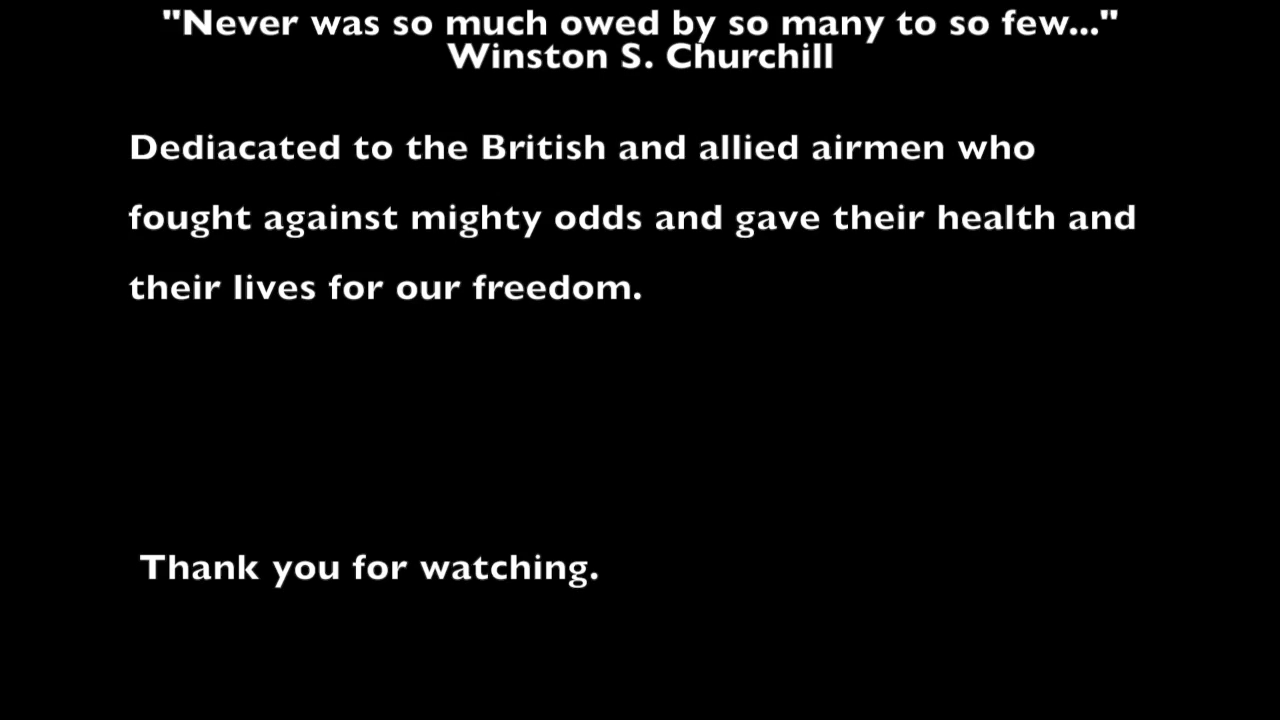 "Never was so much owed by so many to so few..."
Winston S. Churchill
Dediacated to the British and allied airmen who
fought against mighty odds and gave their health and
their lives for our freedom.
Thank you for watching.